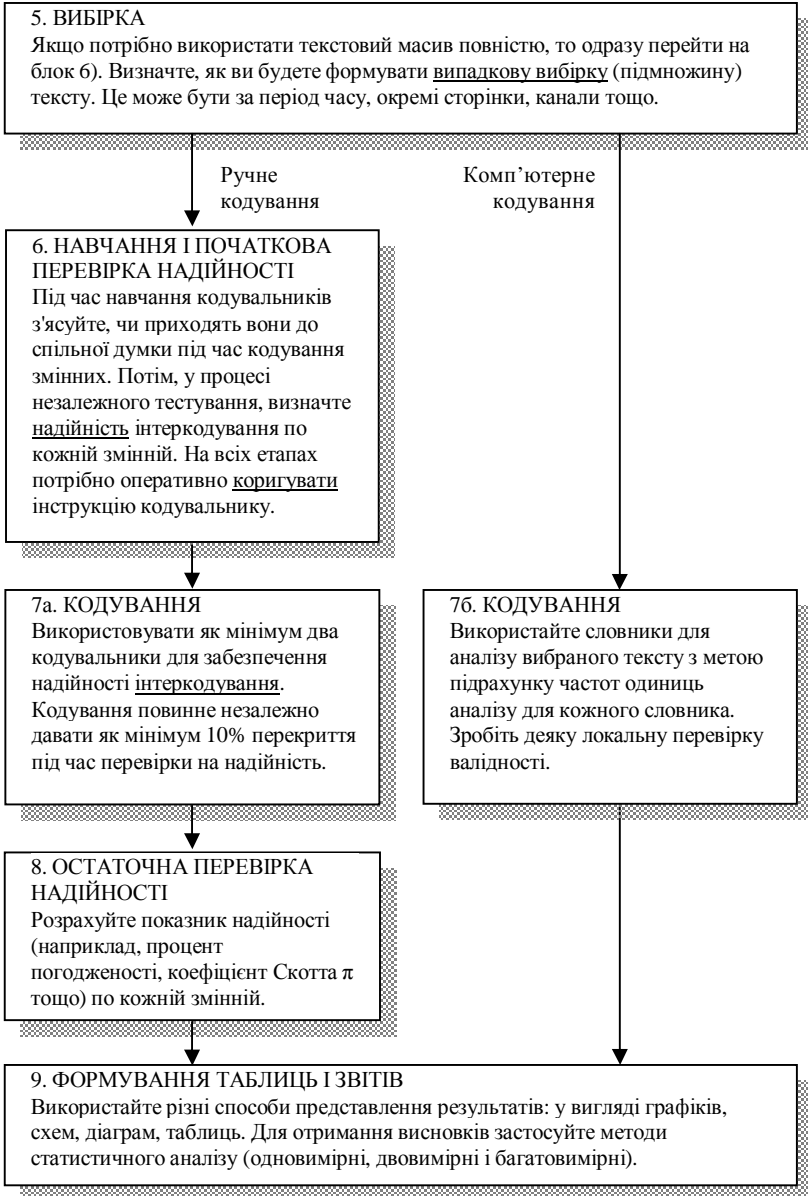 5. ВИБІРКА
Якщо потрібно використати текстовий масив повністю, то одразу перейти на
блок 6). Визначте, як ви будете формувати випадкову вибірку (підмножину)
тексту. Це може бути за період часу, окремі сторінки, канали тощо.
Ручне
кодування
Комп’ютерне
кодування
6. НАВЧАННЯ І ПОЧАТКОВА
ПЕРЕВІРКА НАДІЙНОСТІ
Під час навчання кодувальників
з'ясуйте, чи приходять вони до
спільної думки під час кодування
змінних. Потім, у процесі
незалежного тестування, визначте
надійність інтеркодування по
кожній змінній. На всіх етапах
потрібно оперативно коригувати
інструкцію кодувальнику.
7а. КОДУВАННЯ
Використовувати як мінімум два
кодувальники для забезпечення
надійності інтеркодування.
Кодування повинне незалежно
давати як мінімум 10% перекриття
під час перевірки на надійність.
7б. КОДУВАННЯ
Використайте словники для
аналізу вибраного тексту з метою
підрахунку частот одиниць
аналізу для кожного словника.
Зробіть деяку локальну перевірку
валідності.
8. ОСТАТОЧНА ПЕРЕВІРКА
НАДІЙНОСТІ
Розрахуйте показник надійності
(наприклад, процент
погодженості, коефіцієнт Скотта π
тощо) по кожній змінній.
9. ФОРМУВАННЯ ТАБЛИЦЬ І ЗВІТІВ
Використайте різні способи представлення результатів: у вигляді графіків,
схем, діаграм, таблиць. Для отримання висновків застосуйте методи
статистичного аналізу (одновимірні, двовимірні і багатовимірні).